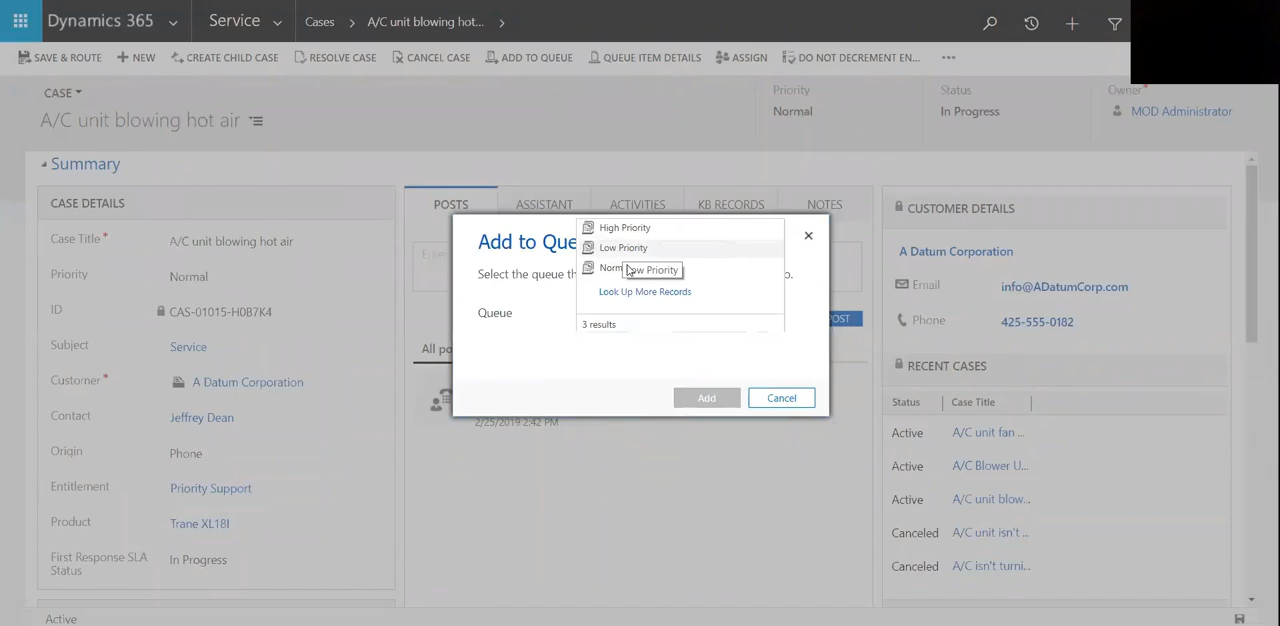 Dynamics 365
Service
Cases
A/C unit blowing hot...
SAVE & ROUTE
NEW
CREATE CHILD CASE
RESOLVE CASE
CANCEL CASE
ADD TO QUEUE
QUEUE ITEM DETAILS
ASSIGN
DO NOT DECREMENT EN...
CASE
A/C unit blowing hot air
Priority
Normal
Status
In Progress
Owner*
MOD Administrator
Summary
CASE DETAILS
Case Title* A/C unit blowing hot air
Priority Normal
ID CAS-01015-H0B7K4
Subject Service
Customer* A Datum Corporation
Contact Jeffrey Dean
Origin Phone
Entitlement Priority Support
Product Trane XL18I
First Response SLA Status In Progress
POSTS ASSISTANT ACTIVITIES KB RECORDS NOTES
Add to Que
Select the queue th
o.
Queue
High Priority
Low Priority
Norm
Low Priority
Look Up More Records
3 results
Add
Cancel
Ente
OST
All po
2/25/2019 2:42 PM
CUSTOMER DETAILS
A Datum Corporation
Email info@ADatumCorp.com
Phone 425-555-0182
RECENT CASES
Status Case Title
Active A/C unit fan ...
Active A/C Blower U...
Active A/C unit blow...
Canceled A/C unit isn't ...
Canceled A/C isn't turni...
Active